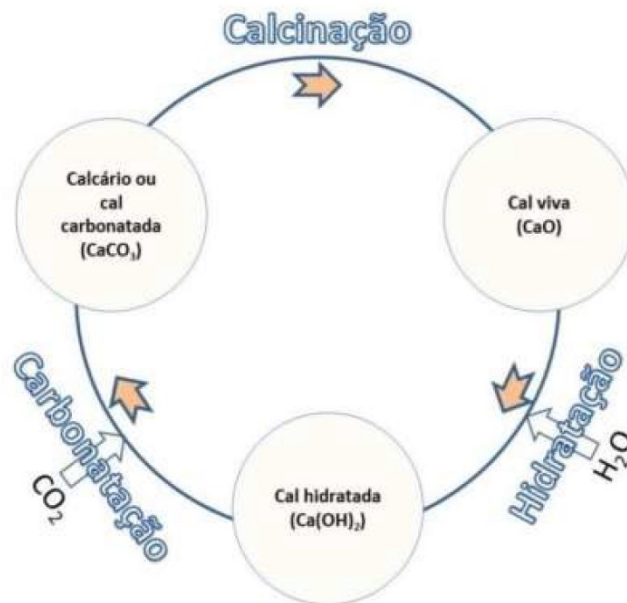 Calcinação
Calcário ou
cal
carbonatada
(CaCO₃)
Cal viva
(CaO)
Carbonatação
CO₂
Hidratação
H₂O
Cal hidratada
(Ca(OH)₂)